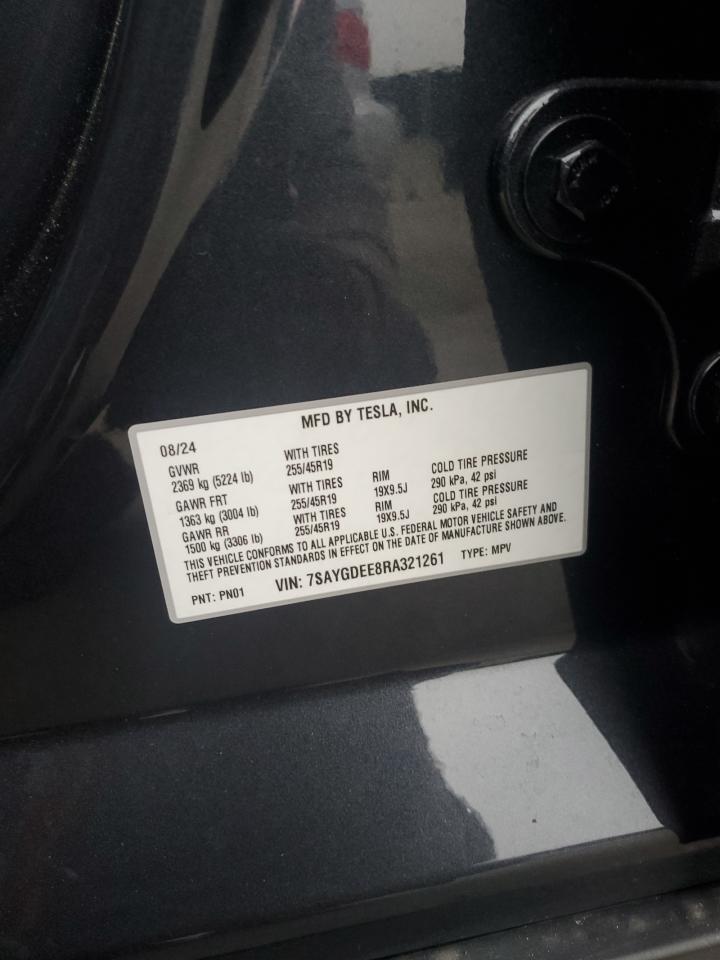 MFD BY TESLA, INC.
08/24
GVWR
2369 kg (5224 lb)
WITH TIRES
255/45R19
GAWR FRT
1363 kg (3004 lb)
WITH TIRES
255/45R19
RIM
19X9.5J
COLD TIRE PRESSURE
290 kPa, 42 psi
GAWR RR
1500 kg (3306 lb)
WITH TIRES
255/45R19
RIM
19X9.5J
COLD TIRE PRESSURE
290 kPa, 42 psi
THIS VEHICLE CONFORMS TO ALL APPLICABLE U.S. FEDERAL MOTOR VEHICLE SAFETY AND
THEFT PREVENTION STANDARDS IN EFFECT ON THE DATE OF MANUFACTURE SHOWN ABOVE.
PNT: PN01 VIN: 7SAYGDEE8RA321261 TYPE: MPV